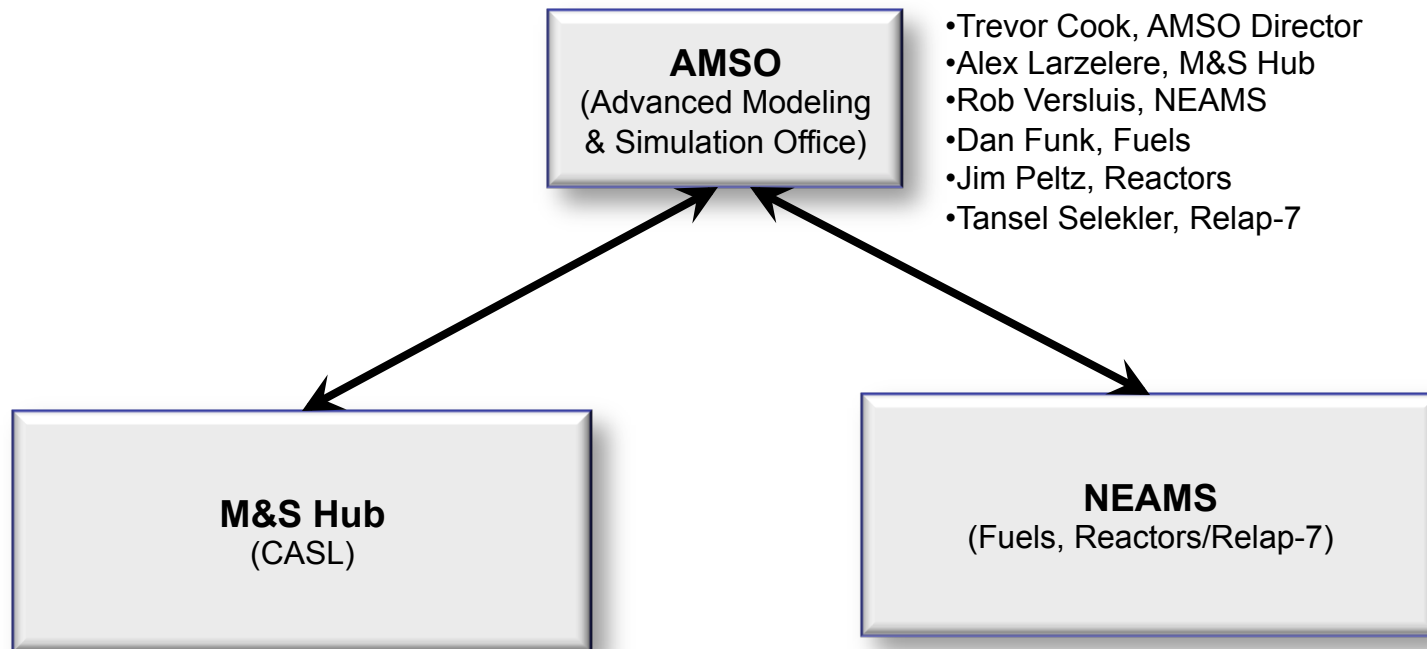 AMSO
(Advanced Modeling
& Simulation Office)
•Trevor Cook, AMSO Director
•Alex Larzelere, M&S Hub
•Rob Versluis, NEAMS
•Dan Funk, Fuels
•Jim Peltz, Reactors
•Tansel Selekler, Relap-7
M&S Hub
(CASL)
NEAMS
(Fuels, Reactors/Relap-7)